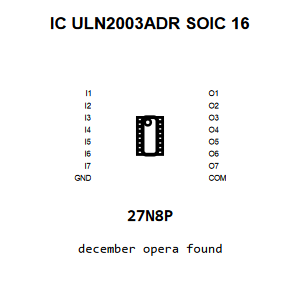 IC ULN2003ADR SOIC 16
I1 O1
I2 O2
I3 O3
I4 O4
I5 O5
I6 O6
I7 O7
GND COM
27N8P
december opera found